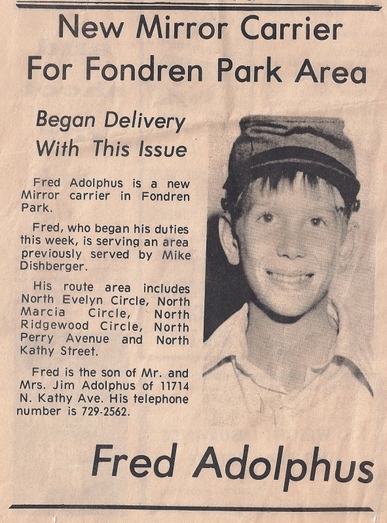 New Mirror Carrier
For Fondren Park Area
Began Delivery
With This Issue
Fred Adolphus is a new
Mirror carrier in Fondren
Park.
Fred, who began his duties
this week, is serving an area
previously served by Mike
Dishberger.
His route area includes
North Evelyn Circle, North
Marcia Circle, North
Ridgewood Circle, North
Perry Avenue and North
Kathy Street.
Fred is the son of Mr. and
Mrs. Jim Adolphus of 11714
N. Kathy Ave. His telephone
number is 729-2562.
Fred Adolphus